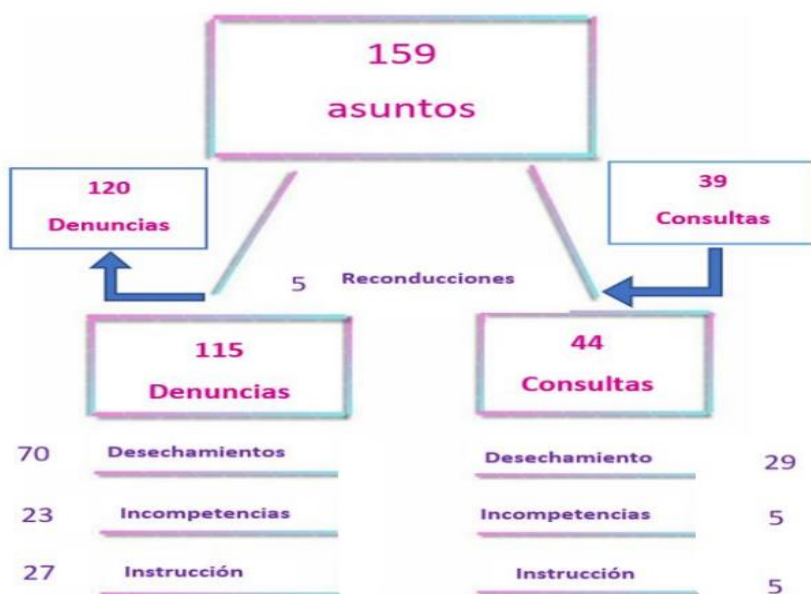 159
asuntos
120
Denuncias
39
Consultas
5 Reconducciones
115
Denuncias
44
Consultas
70 Desechamientos
23 Incompetencias
27 Instrucción
Desechamiento 29
Incompetencias 5
Instrucción 5